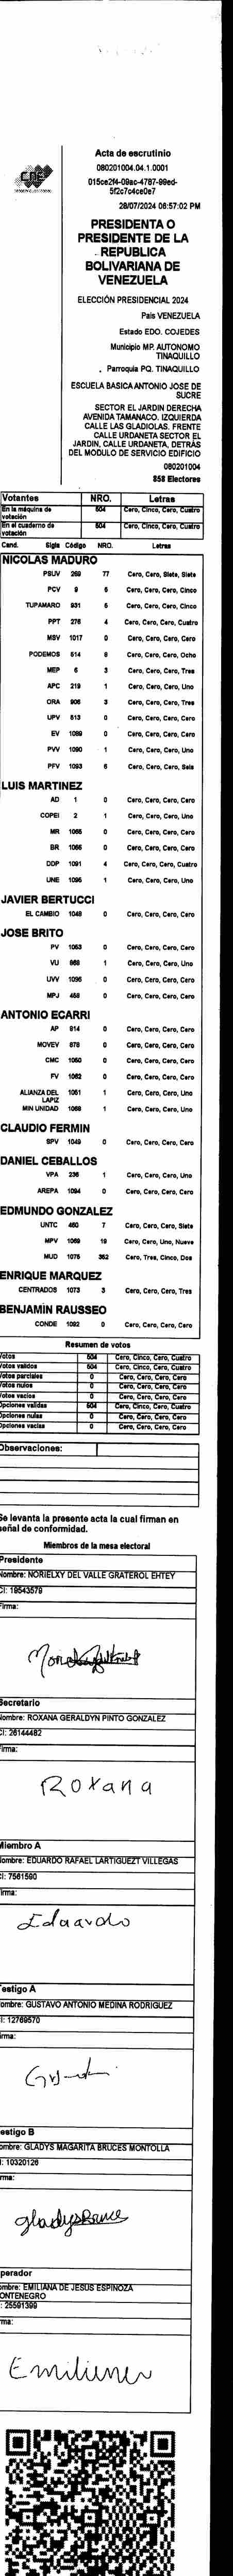 CNE
Acta de escrutinio
080201004.04.1.0001
015ce2f4-09ac-4787-99ed-
5f2c7c4ce0e7
28/07/2024 06:57:02 PM
PRESIDENTA O
PRESIDENTE DE LA
REPUBLICA
BOLIVARIANA DE
VENEZUELA
ELECCIÓN PRESIDENCIAL 2024
País VENEZUELA
Estado EDO. COJEDES
Municipio MP. AUTONOMO
TINAQUILLO
Parroquia PQ. TINAQUILLO
ESCUELA BASICA ANTONIO JOSE DE
SUCRE
SECTOR EL JARDIN DERECHA
AVENIDA TAMANACO. IZQUIERDA
CALLE LAS GLADIOLAS. FRENTE
CALLE URDANETA SECTOR EL
JARDIN, CALLE URDANETA, DETRÁS
DEL MODULO DE SERVICIO EDIFICIO
080201004
858 Electores
Votantes NRO. Letras
En la máquina de votación 504 Cero, Cinco, Cero, Cuatro
En el cuaderno de votación 504 Cero, Cinco, Cero, Cuatro
Cand. Sigla Código NRO. Letras
NICOLAS MADURO
PSUV 269 77 Cero, Cero, Siete, Siete
PCV 9 5 Cero, Cero, Cero, Cinco
TUPAMARO 931 5 Cero, Cero, Cero, Cinco
PPT 276 4 Cero, Cero, Cero, Cuatro
MSV 1017 0 Cero, Cero, Cero, Cero
PODEMOS 514 8 Cero, Cero, Cero, Ocho
MEP 6 3 Cero, Cero, Cero, Tres
APC 219 1 Cero, Cero, Cero, Uno
ORA 906 3 Cero, Cero, Cero, Tres
UPV 513 0 Cero, Cero, Cero, Cero
EV 1089 0 Cero, Cero, Cero, Cero
PVV 1090 1 Cero, Cero, Cero, Uno
PFV 1093 6 Cero, Cero, Cero, Seis
LUIS MARTINEZ
AD 1 0 Cero, Cero, Cero, Cero
COPEI 2 1 Cero, Cero, Cero, Uno
MR 1065 0 Cero, Cero, Cero, Cero
BR 1066 0 Cero, Cero, Cero, Cero
DDP 1091 4 Cero, Cero, Cero, Cuatro
UNE 1095 1 Cero, Cero, Cero, Uno
JAVIER BERTUCCI
EL CAMBIO 1048 0 Cero, Cero, Cero, Cero
JOSE BRITO
PV 1053 0 Cero, Cero, Cero, Cero
VU 868 1 Cero, Cero, Cero, Uno
UVV 1096 0 Cero, Cero, Cero, Cero
MPJ 458 0 Cero, Cero, Cero, Cero
ANTONIO ECARRI
AP 814 0 Cero, Cero, Cero, Cero
MOVEV 878 0 Cero, Cero, Cero, Cero
CMC 1050 0 Cero, Cero, Cero, Cero
FV 1062 0 Cero, Cero, Cero, Cero
ALIANZA DEL LAPIZ 1051 1 Cero, Cero, Cero, Uno
MIN UNIDAD 1068 1 Cero, Cero, Cero, Uno
CLAUDIO FERMIN
SPV 1049 0 Cero, Cero, Cero, Cero
DANIEL CEBALLOS
VPA 236 1 Cero, Cero, Cero, Uno
AREPA 1094 0 Cero, Cero, Cero, Cero
EDMUNDO GONZALEZ
UNTC 460 7 Cero, Cero, Cero, Siete
MPV 1069 19 Cero, Cero, Uno, Nueve
MUD 1075 352 Cero, Tres, Cinco, Dos
ENRIQUE MARQUEZ
CENTRADOS 1073 3 Cero, Cero, Cero, Tres
BENJAMÍN RAUSSEO
CONDE 1092 0 Cero, Cero, Cero, Cero
Resumen de votos
Votos 504 Cero, Cinco, Cero, Cuatro
Votos validos 504 Cero, Cinco, Cero, Cuatro
Votos parciales 0 Cero, Cero, Cero, Cero
Votos nulos 0 Cero, Cero, Cero, Cero
Votos vacios 0 Cero, Cero, Cero, Cero
Opciones validas 504 Cero, Cinco, Cero, Cuatro
Opciones nulas 0 Cero, Cero, Cero, Cero
Opciones vacias 0 Cero, Cero, Cero, Cero
Observaciones:
Se levanta la presente acta la cual firman en
señal de conformidad.
Miembros de la mesa electoral
Presidente
Nombre: NORIELXY DEL VALLE GRATEROL EHTEY
CI: 19543579
Firma:
Secretario
Nombre: ROXANA GERALDYN PINTO GONZALEZ
CI: 26144482
Firma:
Roxana
Miembro A
Nombre: EDUARDO RAFAEL LARTIGUEZT VILLEGAS
CI: 7561590
Firma:
Eduardo
Testigo A
Nombre: GUSTAVO ANTONIO MEDINA RODRIGUEZ
CI: 12769570
Firma:
Testigo B
Nombre: GLADYS MAGARITA BRUCES MONTOLLA
CI: 10320126
Firma:
gladys Bruce
Operador
Nombre: EMILIANA DE JESUS ESPINOZA
MONTENEGRO
CI: 25591399
Firma: